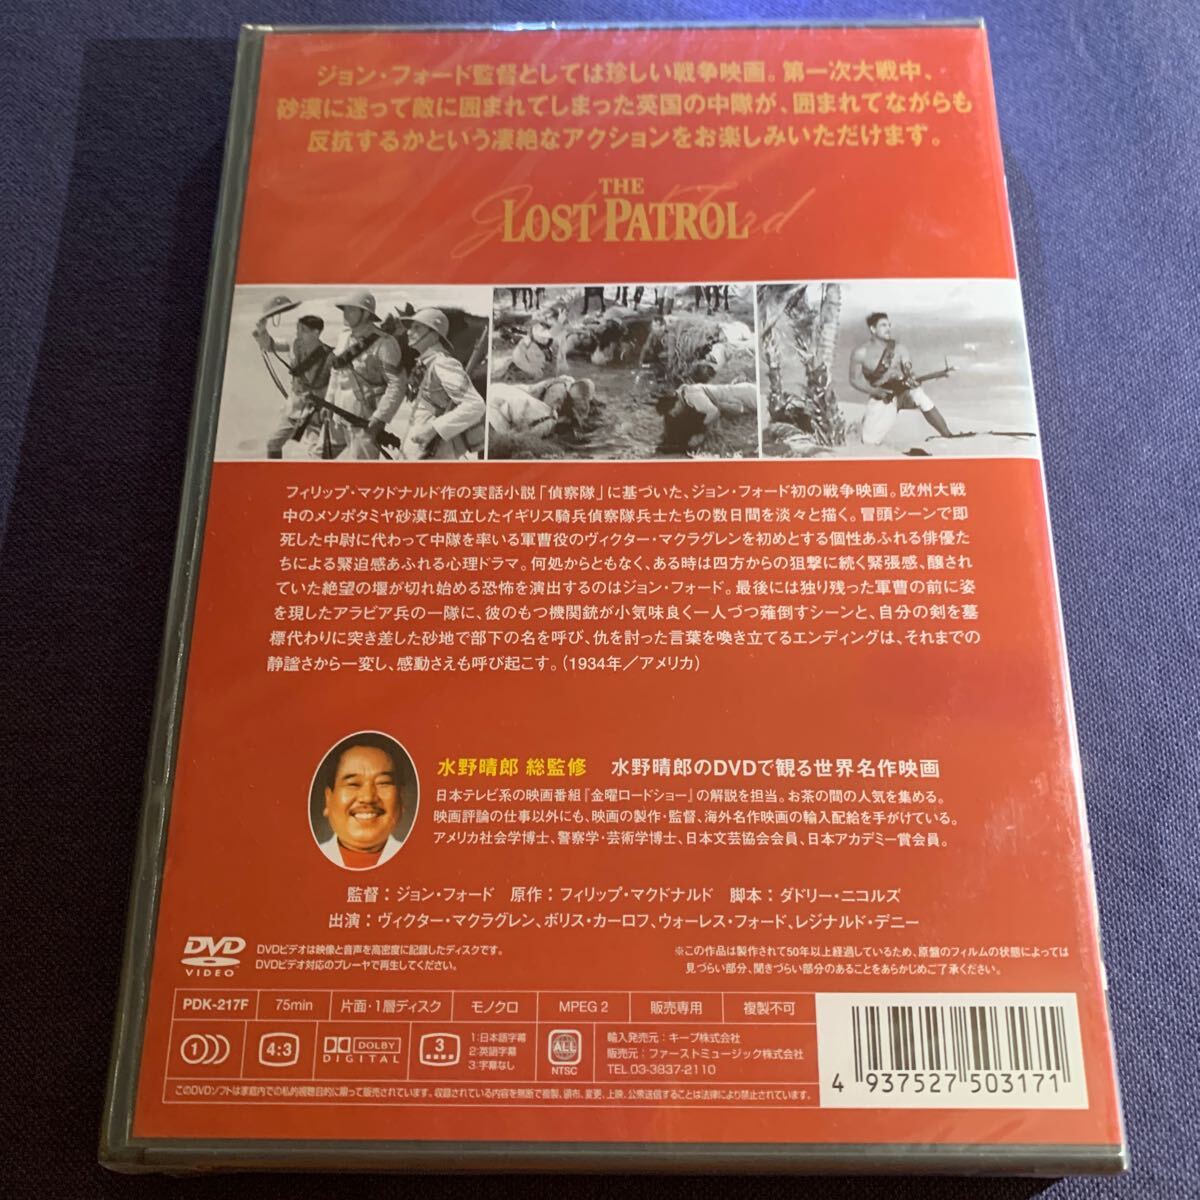 ジョン・フォード監督としては珍しい戦争映画。第一次大戦中、
砂漠に迷って敵に囲まれてしまった英国の中隊が、囲まれてながらも
反抗するかという凄絶なアクションをお楽しみいただけます。
THE
LOST PATROL
フィリップ・マクドナルド作の実話小説「偵察隊」に基づいた、ジョン・フォード初の戦争映画。欧州大戦
中のメソポタミヤ砂漠に孤立したイギリス騎兵偵察隊兵士たちの数日間を淡々と描く。冒頭シーンで即
死した中尉に代わって中隊を率いる軍曹役のヴィクター・マクラグレンを初めとする個性あふれる俳優た
ちによる緊迫感あふれる心理ドラマ。何処からともなく、ある時は四方からの狙撃に続く緊張感、醸され
ていた絶望の堰が切れ始める恐怖を演出するのはジョン・フォード。最後には独り残った軍曹の前に姿
を現したアラビア兵の一隊に、彼のもつ機関銃が小気味良く一人づつ薙倒すシーンと、自分の剣を墓
標代わりに突き差した砂地で部下の名を呼び、仇を討った言葉を喚き立てるエンディングは、それまでの
静謐さから一変し、感動さえも呼び起こす。(1934年／アメリカ)
水野晴郎 総監修 水野晴郎のDVDで観る世界名作映画
日本テレビ系の映画番組『金曜ロードショー』の解説を担当。お茶の間の人気を集める。
映画評論の仕事以外にも、映画の製作・監督、海外名作映画の輸入配給を手がけている。
アメリカ社会学博士、警察学・芸術学博士、日本文芸協会会員、日本アカデミー賞会員。
監督：ジョン・フォード 原作：フィリップ・マクドナルド 脚本：ダドリー・ニコルズ
出演：ヴィクター・マクラグレン、ボリス・カーロフ、ウォーレス・フォード、レジナルド・デニー
DVD
VIDEO
DVDビデオは映像と音声を高密度に記録したディスクです。
DVDビデオ対応のプレーヤで再生してください。
※この作品は製作されて50年以上経過しているため、原盤のフィルムの状態によっては
見づらい部分、聞きづらい部分のあることをあらかじめご了承ください。
PDK-217F 75min 片面・1層ディスク モノクロ MPEG 2 販売専用 複製不可
1 4:3 DOLBY
DIGITAL
3
1：日本語字幕
2：英語字幕
3：字幕なし
ALL
NTSC
輸入発売元：キープ株式会社
販売元：ファーストミュージック株式会社
TEL 03-3837-2110
4 937527 503171
このDVDソフトは家庭内での私的視聴目的に限って販売されています。収録されている内容を無断で複製、頒布、変更、上映、公衆送信することは法律により禁止されています。